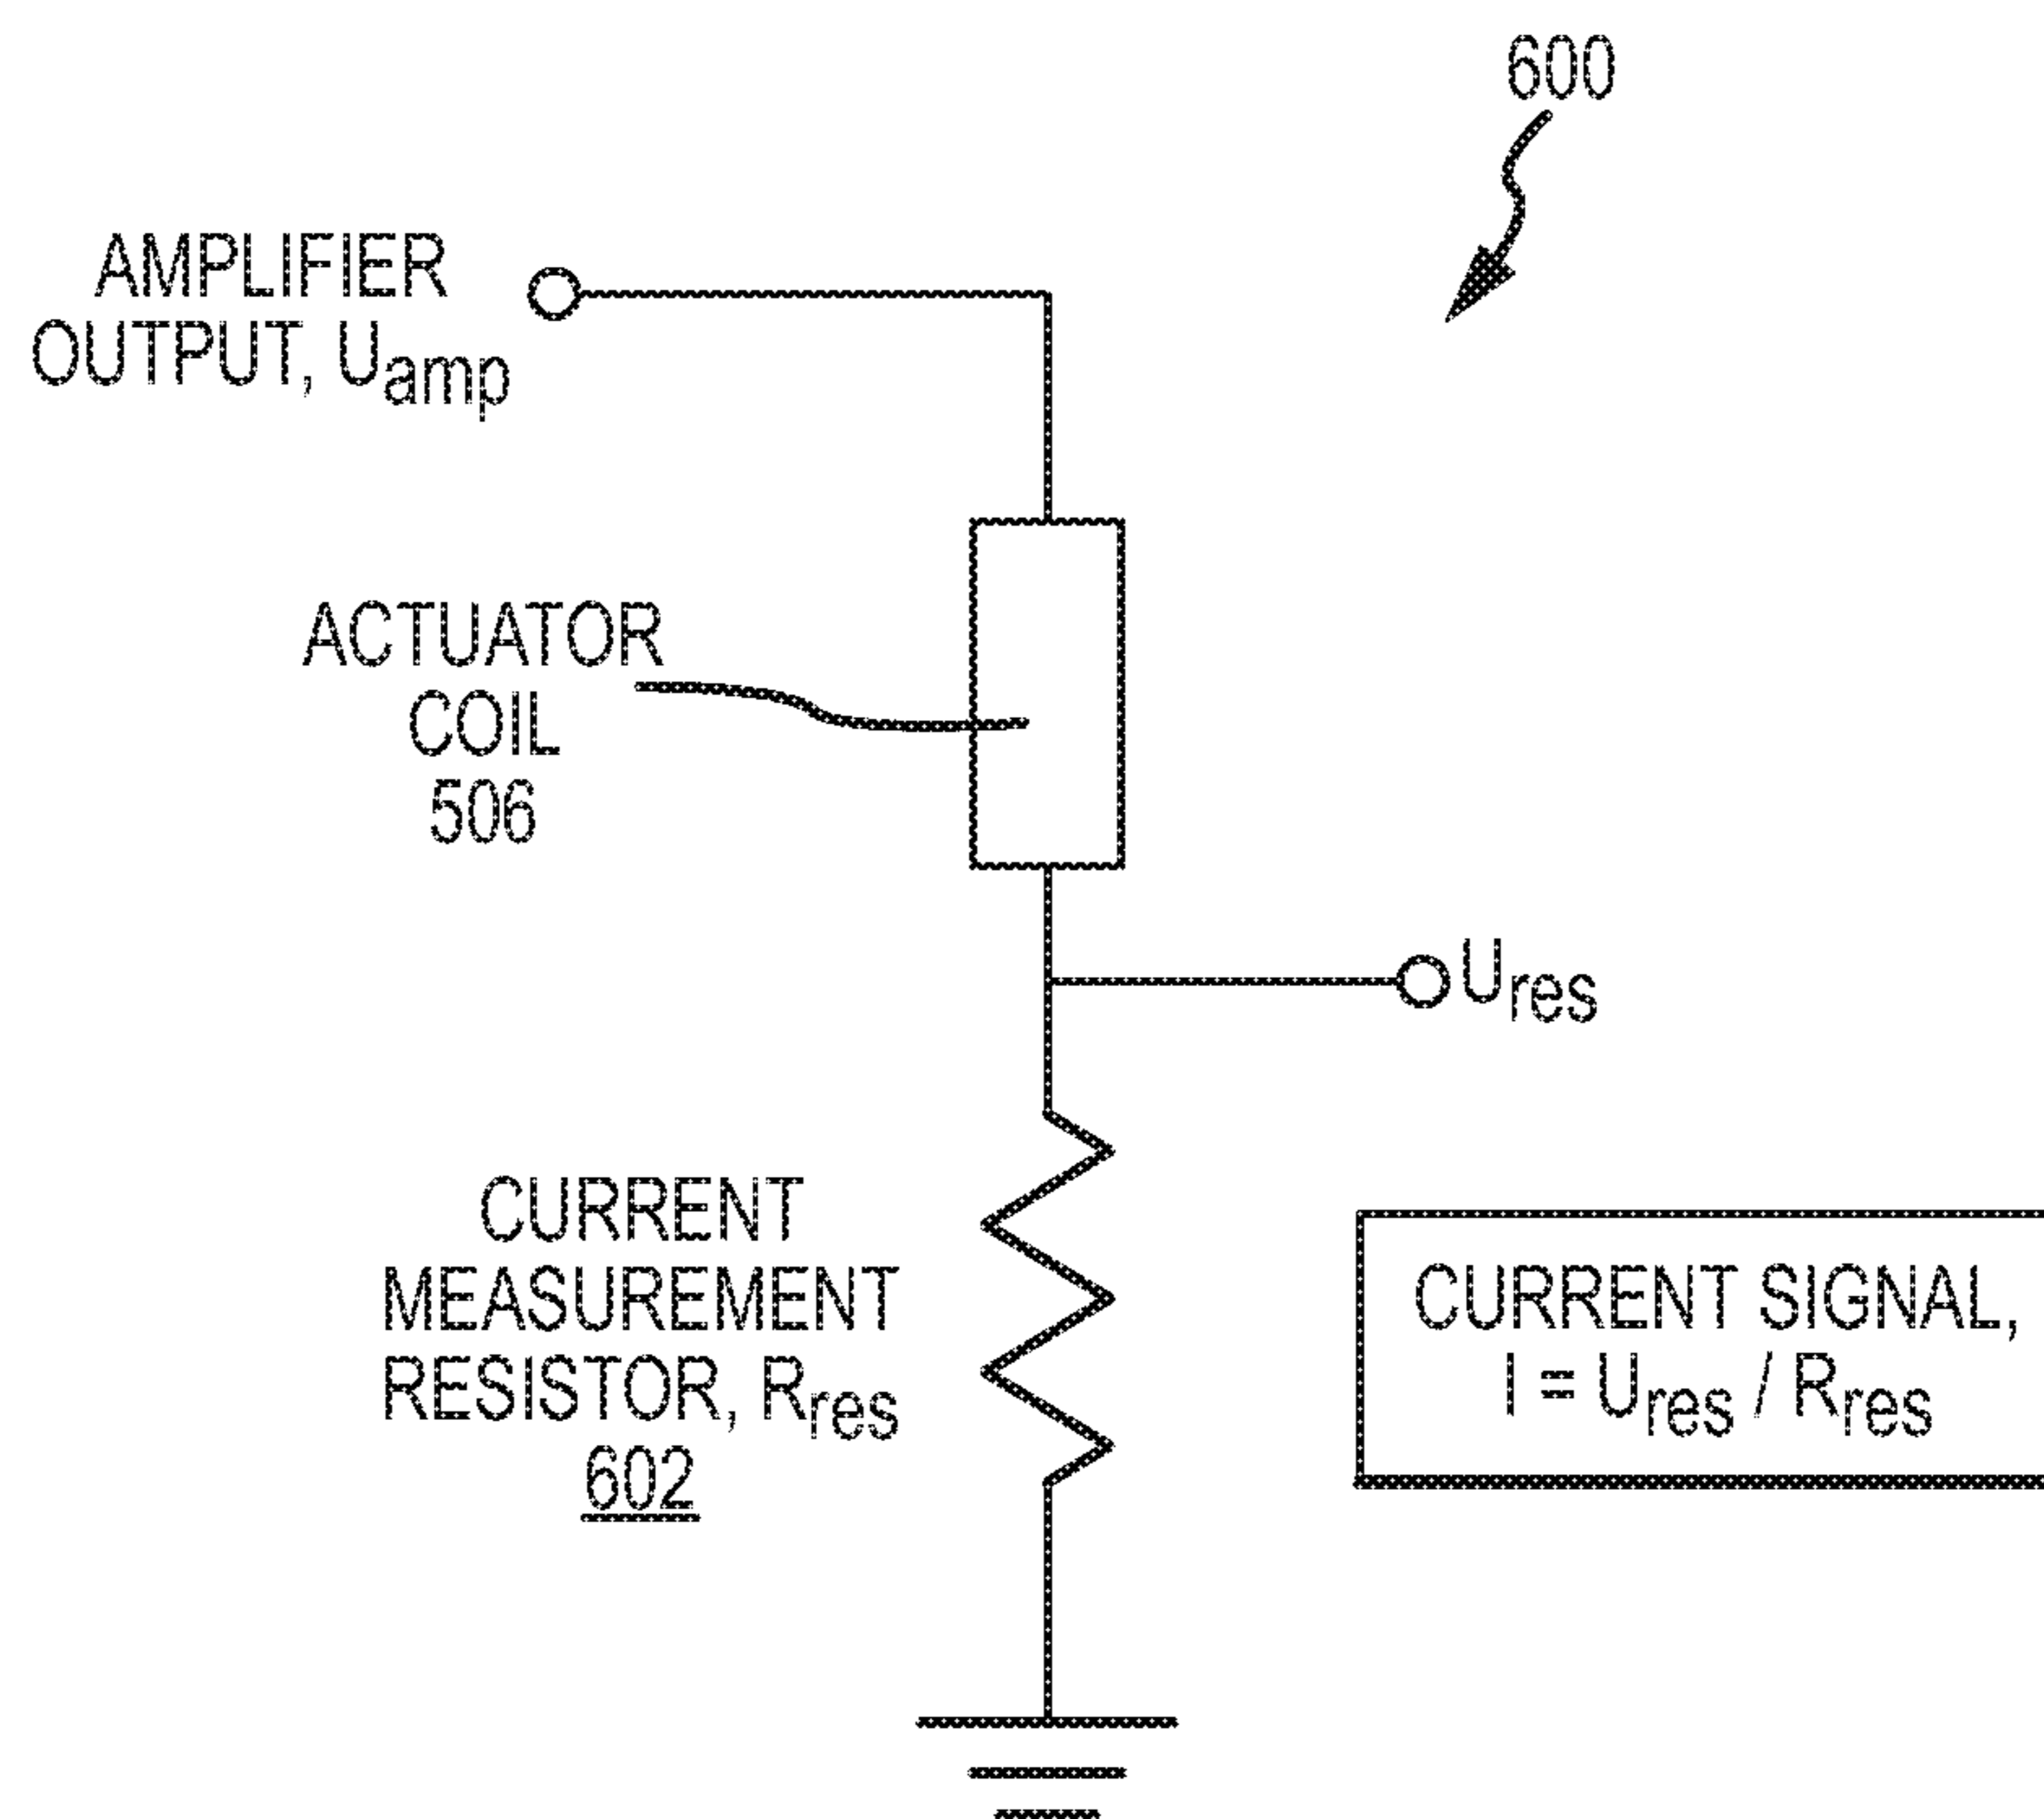 600
AMPLIFIER
OUTPUT, Uamp
ACTUATOR
COIL
506
Ures
CURRENT
MEASUREMENT
RESISTOR, Rres
602
CURRENT SIGNAL,
I = Ures / Rres